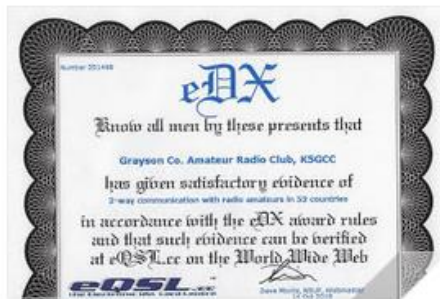 eDX
Know all men by these presents that
Grayson Co. Amateur Radio Club, K5GCC
has given satisfactory evidence of
2-way communication with radio amateurs in 53 countries
in accordance with the eDX award rules
and that such evidence can be verified
at eQSL.cc on the World Wide Web
eQSL.cc
Dave Morris,